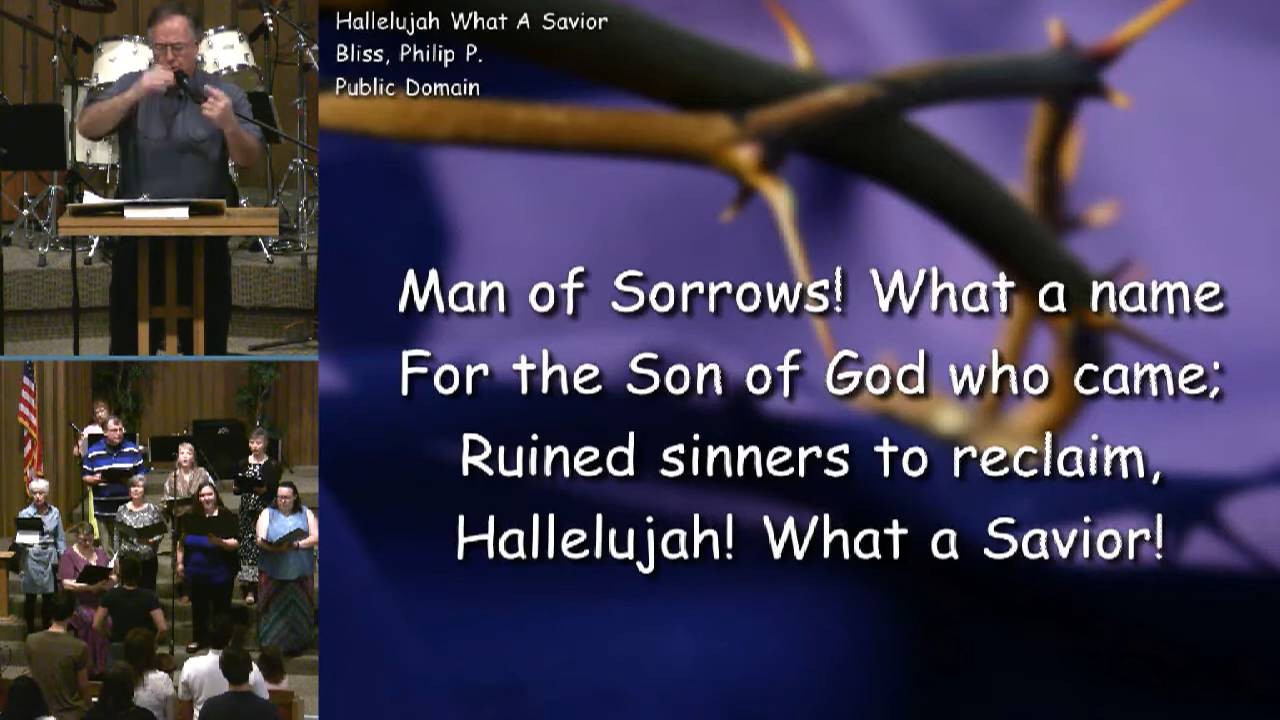 Hallelujah What A Savior
Bliss, Philip P.
Public Domain
Man of Sorrows! What a name
For the Son of God who came;
Ruined sinners to reclaim,
Hallelujah! What a Savior!